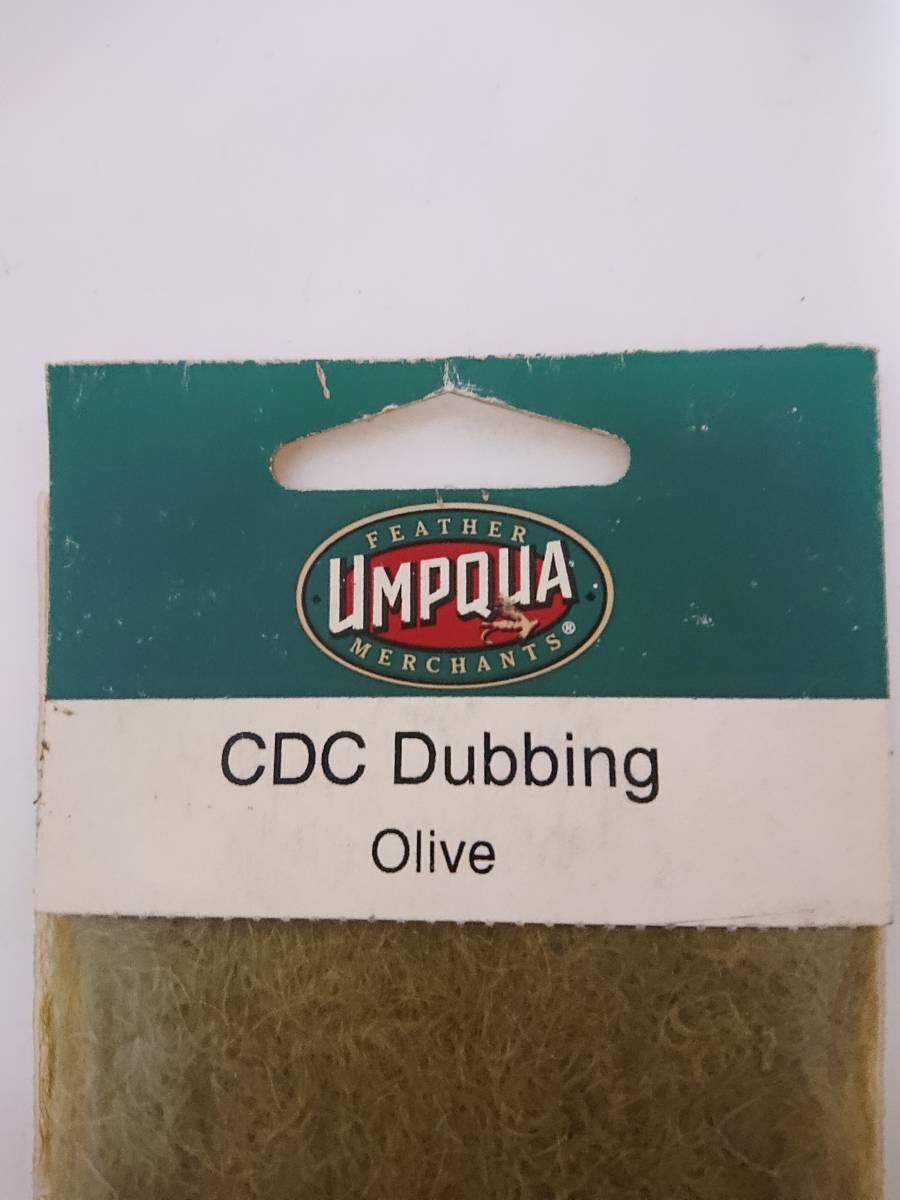 FEATHER
UMPQUA
MERCHANTS®
CDC Dubbing
Olive